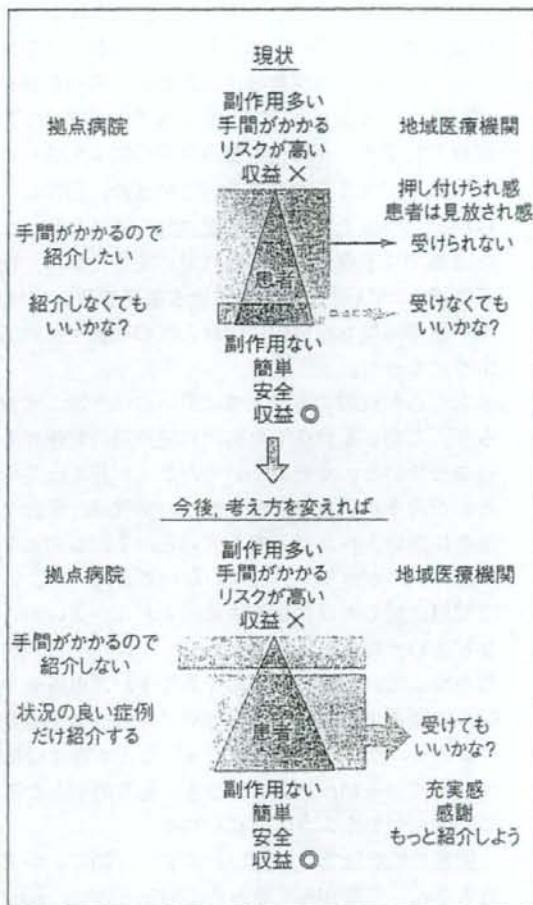 現状
副作用多い
手間がかかる
リスクが高い
収益 ×
拠点病院
地域医療機関
手間がかかるので
紹介したい
紹介しなくても
いいかな?
患者
押し付けられ感
患者は見放され感
受けられない
受けなくても
いいかな?
副作用ない
簡単
安全
収益 ◎
今後, 考え方を変えれば
副作用多い
手間がかかる
リスクが高い
収益 ×
拠点病院
地域医療機関
手間がかかるので
紹介しない
状況の良い症例
だけ紹介する
患者
受けても
いいかな?
副作用ない
簡単
安全
収益 ◎
充実感
感謝
もっと紹介しよう